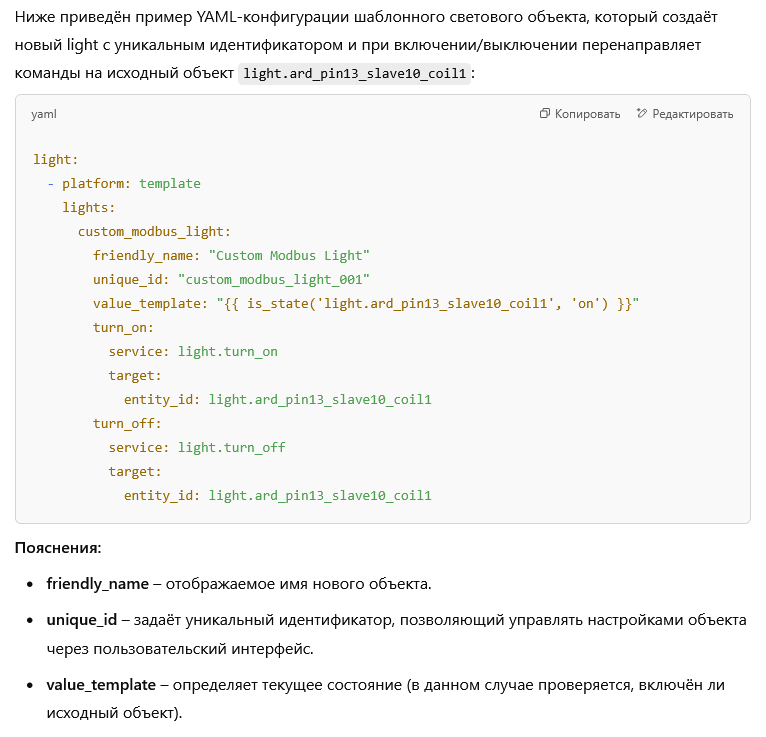 Ниже приведён пример YAML-конфигурации шаблонного светового объекта, который создаёт
новый light с уникальным идентификатором и при включении/выключении перенаправляет
команды на исходный объект light.ard_pin13_slave10_coil1:
yaml Копировать Редактировать
light:
  - platform: template
    lights:
      custom_modbus_light:
        friendly_name: "Custom Modbus Light"
        unique_id: "custom_modbus_light_001"
        value_template: "{{ is_state('light.ard_pin13_slave10_coil1', 'on') }}"
        turn_on:
          service: light.turn_on
          target:
            entity_id: light.ard_pin13_slave10_coil1
        turn_off:
          service: light.turn_off
          target:
            entity_id: light.ard_pin13_slave10_coil1
Пояснения:
• friendly_name – отображаемое имя нового объекта.
• unique_id – задаёт уникальный идентификатор, позволяющий управлять настройками объекта
через пользовательский интерфейс.
• value_template – определяет текущее состояние (в данном случае проверяется, включён ли
исходный объект).